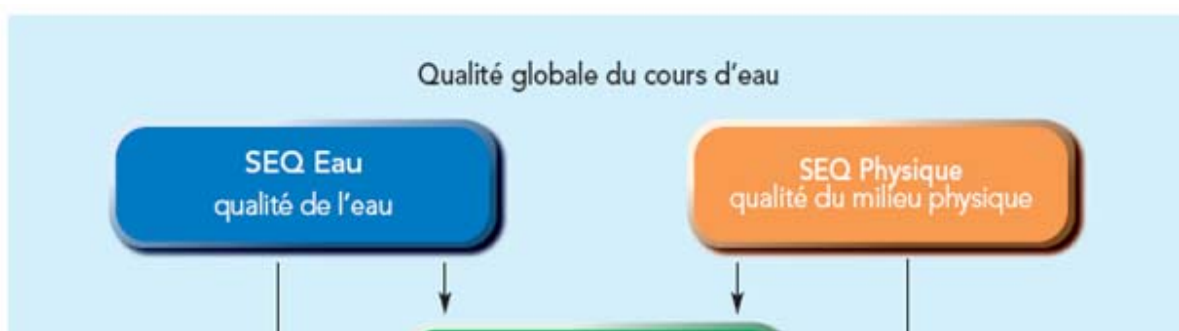 Qualité globale du cours d'eau
SEQ Eau
qualité de l'eau
SEQ Physique
qualité du milieu physique